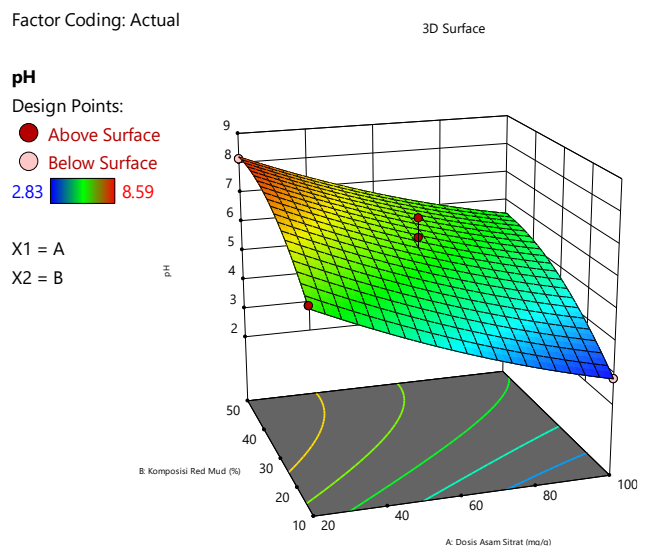 Factor Coding: Actual
3D Surface
pH
Design Points:
Above Surface
Below Surface
2.83 8.59
X1 = A
X2 = B
9
8
7
6
5
4
3
2
pH
50
40
30
20
10
B: Komposisi Red Mud (%)
20
40
60
80
100
A: Dosis Asam Sitrat (mg/g)